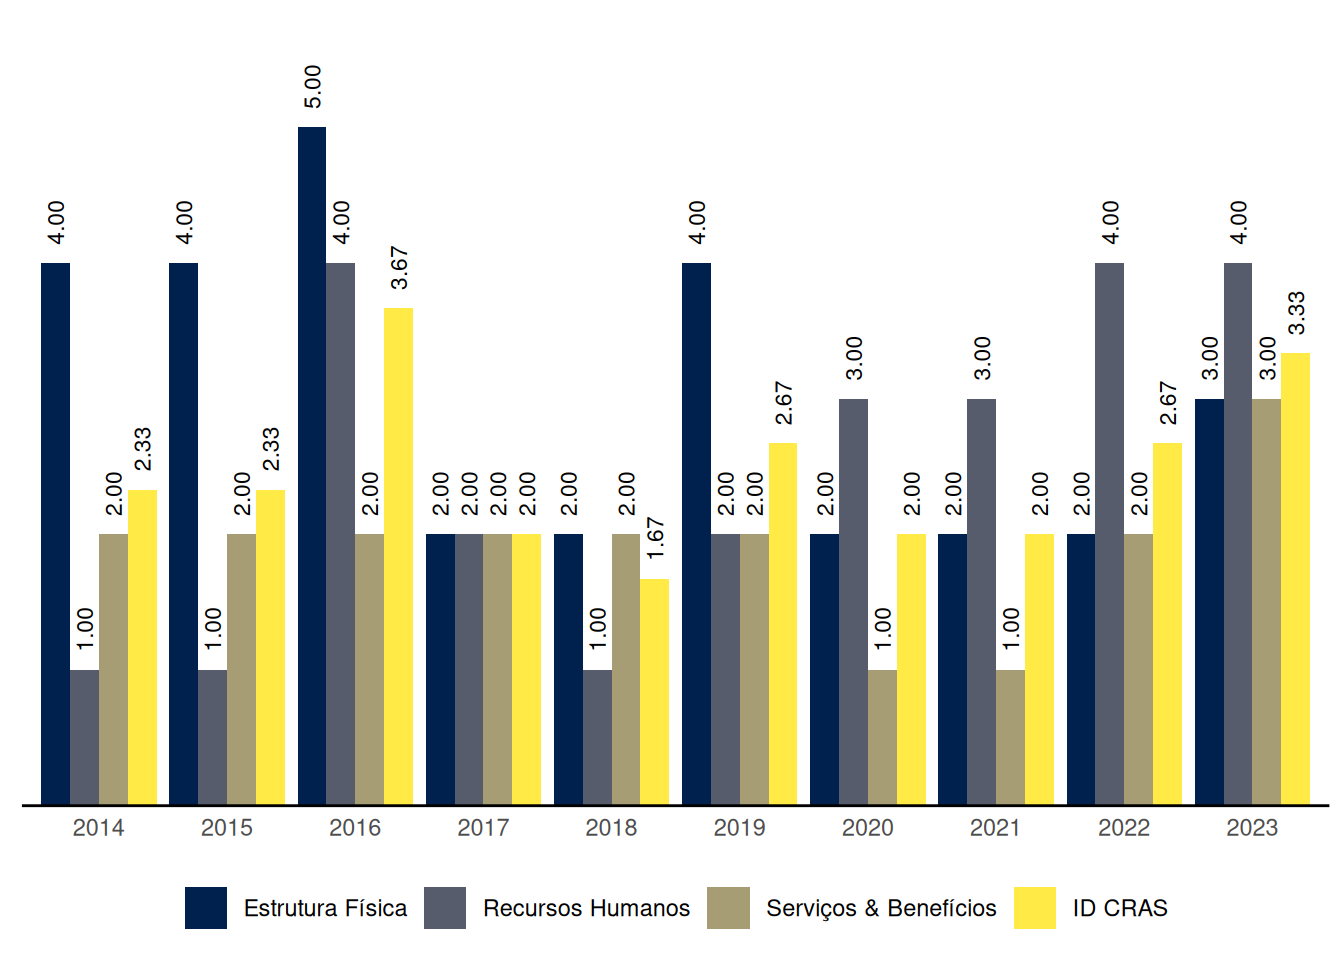 4.00 1.00 2.00 2.33
4.00 1.00 2.00 2.33
5.00 4.00 2.00 3.67
2.00 2.00 2.00 2.00
2.00 1.00 2.00 1.67
4.00 2.00 2.00 2.67
2.00 3.00 1.00 2.00
2.00 3.00 1.00 2.00
2.00 4.00 2.00 2.67
3.00 4.00 3.00 3.33
2014 2015 2016 2017 2018 2019 2020 2021 2022 2023
Estrutura Física Recursos Humanos Serviços & Benefícios ID CRAS